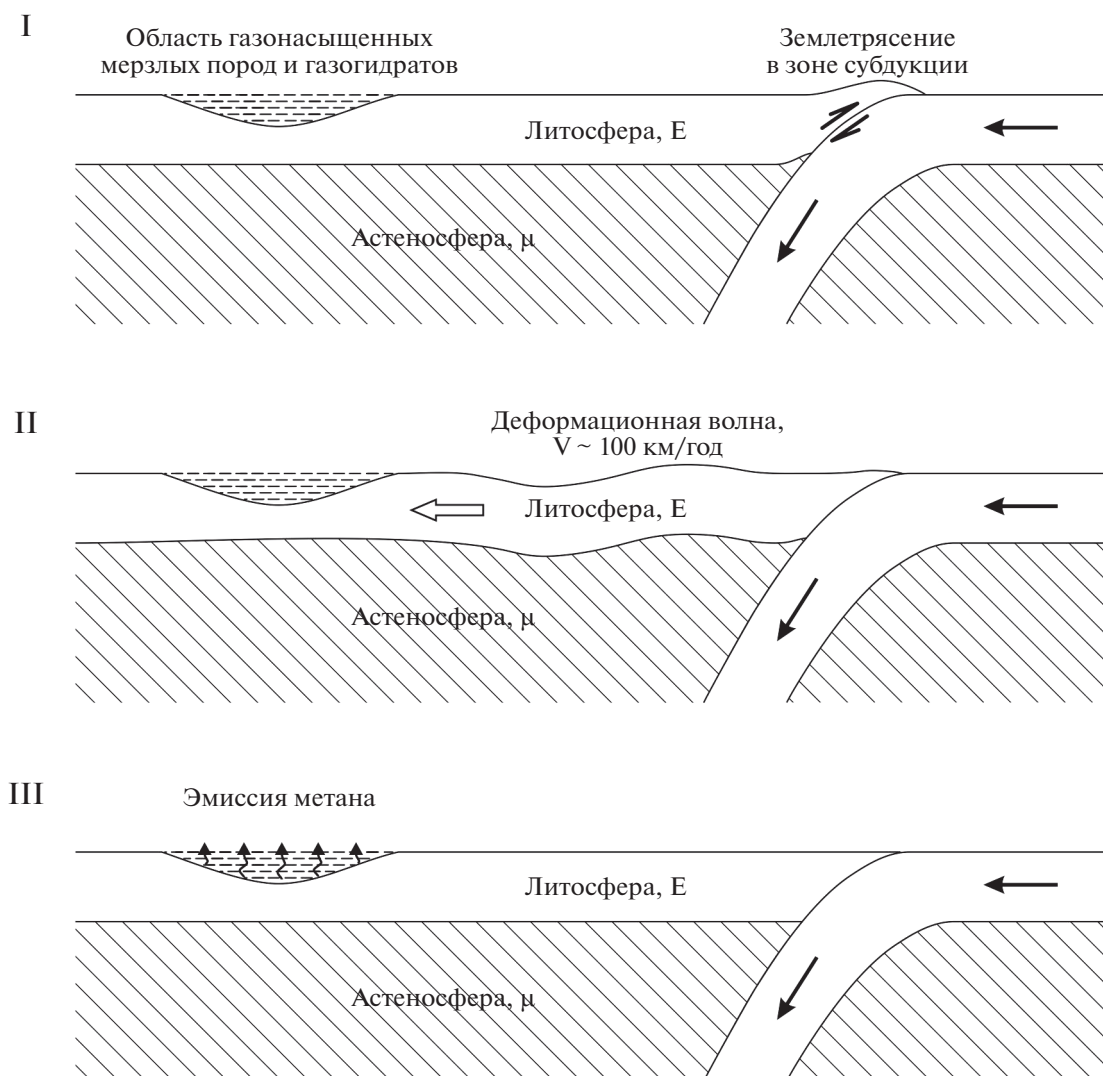 I
Область газонасыщенных
мерзлых пород и газогидратов
Землетрясение
в зоне субдукции
Литосфера, E
Астеносфера, μ
II
Деформационная волна,
V ~ 100 км/год
Литосфера, E
Астеносфера, μ
III
Эмиссия метана
Литосфера, E
Астеносфера, μ